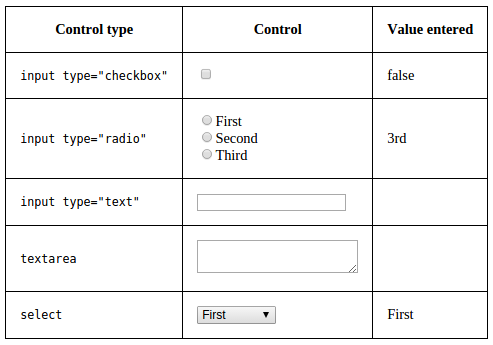 Control type Control Value entered
input type="checkbox" false
First
input type="radio" Second 3rd
Third
input type="text"
textarea
select First First